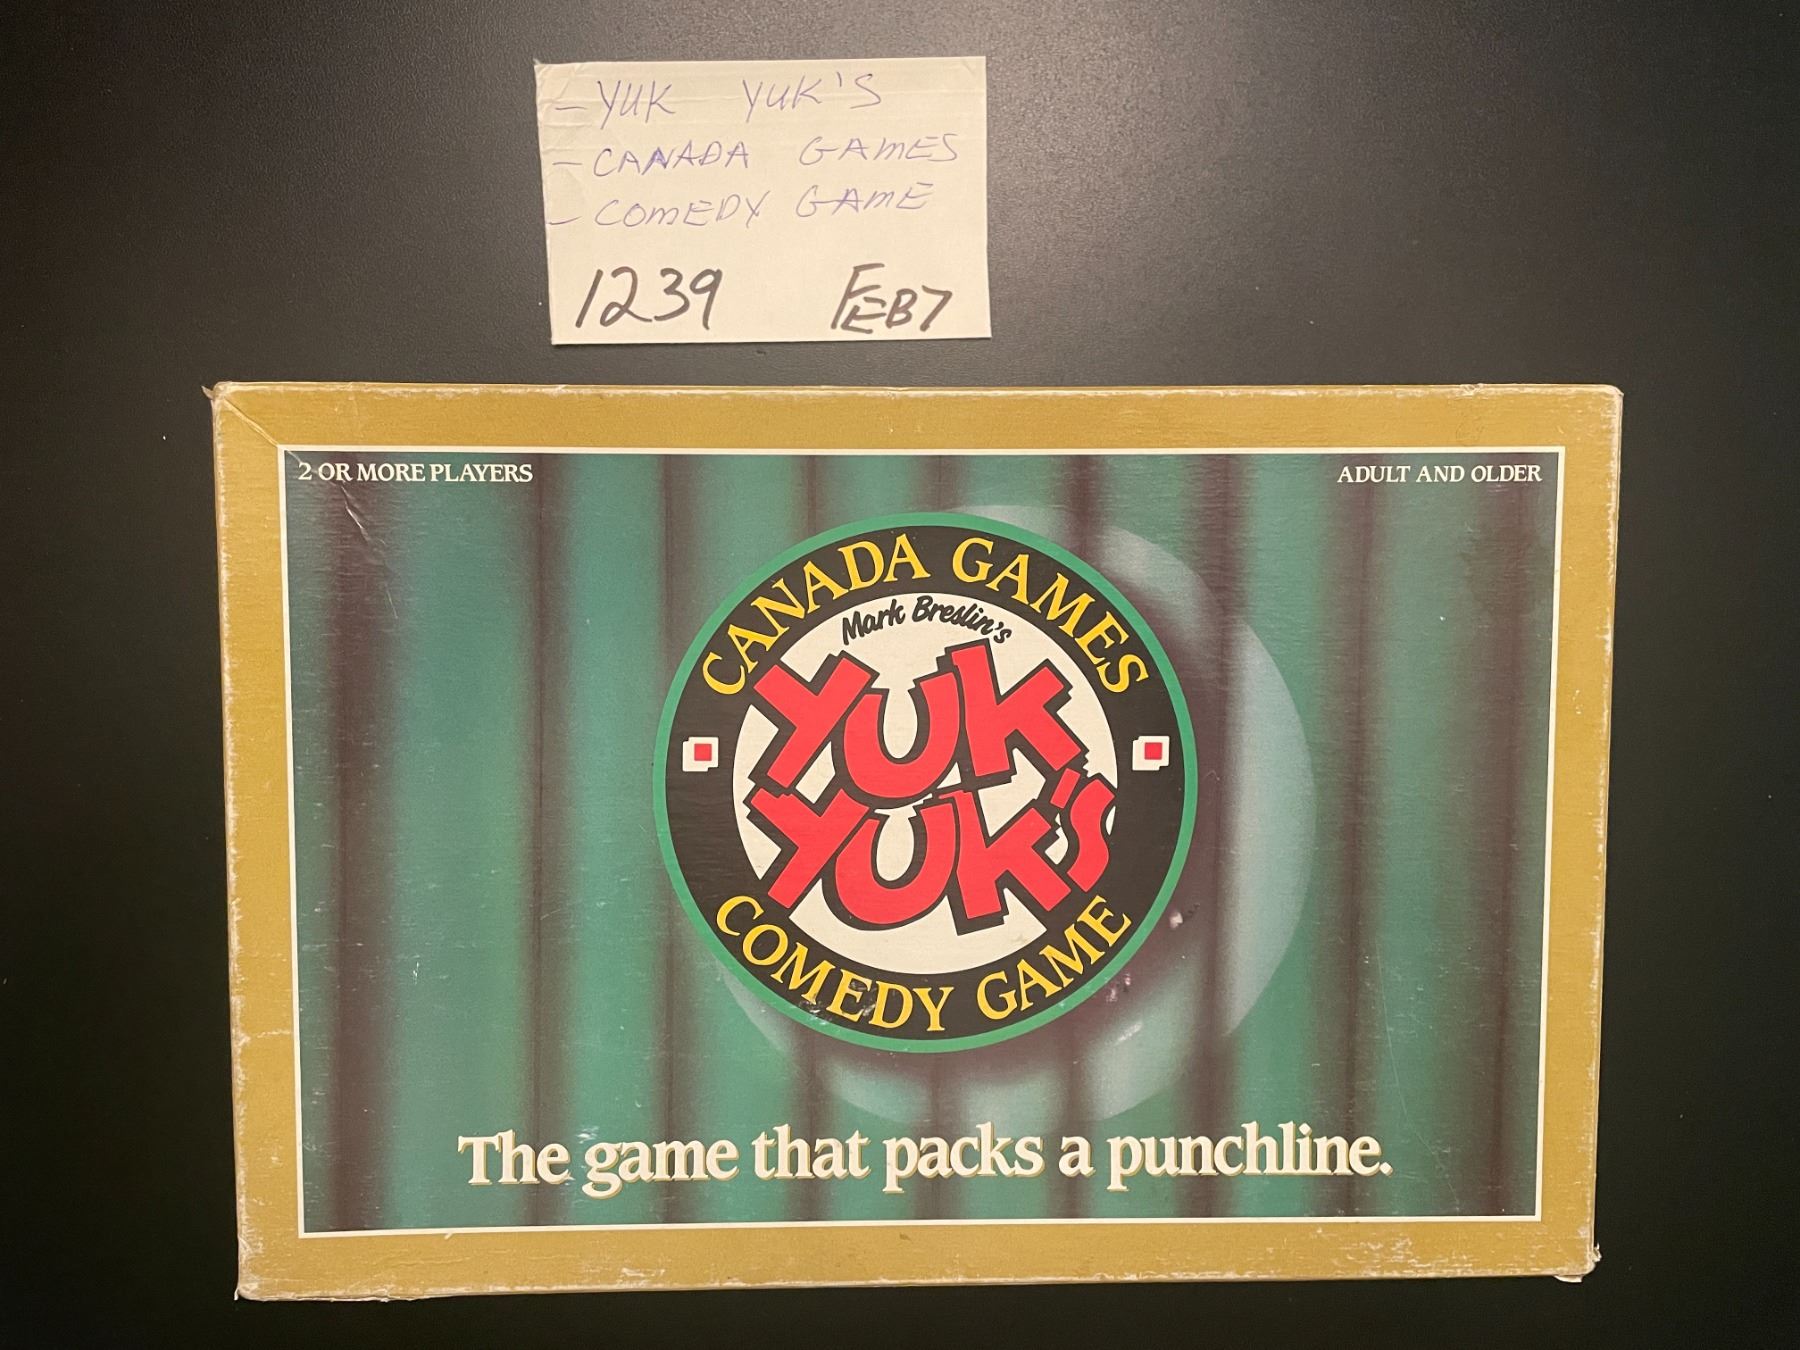 - YUK YUK'S
- CANADA GAMES
- COMEDY GAME
1239 FEB7
2 OR MORE PLAYERS
ADULT AND OLDER
CANADA GAMES
Mark Breslin's
YUK
YUK'S
COMEDY GAME
The game that packs a punchline.